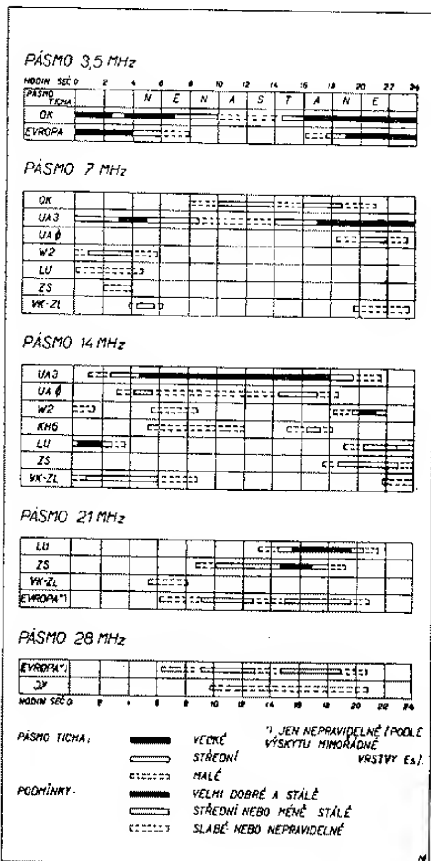 PÁSMO 3,5 MHz
HODIN SEČ 0 2 4 6 8 10 12 14 16 18 20 22 24
PÁSMO TICHA N E N A S T A N E
OK
EVROPA
PÁSMO 7 MHz
OK
UA3
UAϕ
W2
LU
ZS
VK-ZL
PÁSMO 14 MHz
UA3
UAϕ
W2
KH6
LU
ZS
VK-ZL
PÁSMO 21 MHz
LU
ZS
VK-ZL
EVROPA*)
PÁSMO 28 MHz
EVROPA*)
DX
HODIN SEČ 0 2 4 6 8 10 12 14 16 18 20 22 24
PÁSMO TICHA: VELKÉ
STŘEDNÍ
MALÉ
*) JEN NEPRAVIDELNĚ (PODLE
VÝSKYTU MIMOŘÁDNÉ
VRSTVY Es).
PODMÍNKY: VELMI DOBRÉ A STÁLÉ
STŘEDNÍ NEBO MÉNĚ STÁLÉ
SLABÉ NEBO NEPRAVIDELNÉ